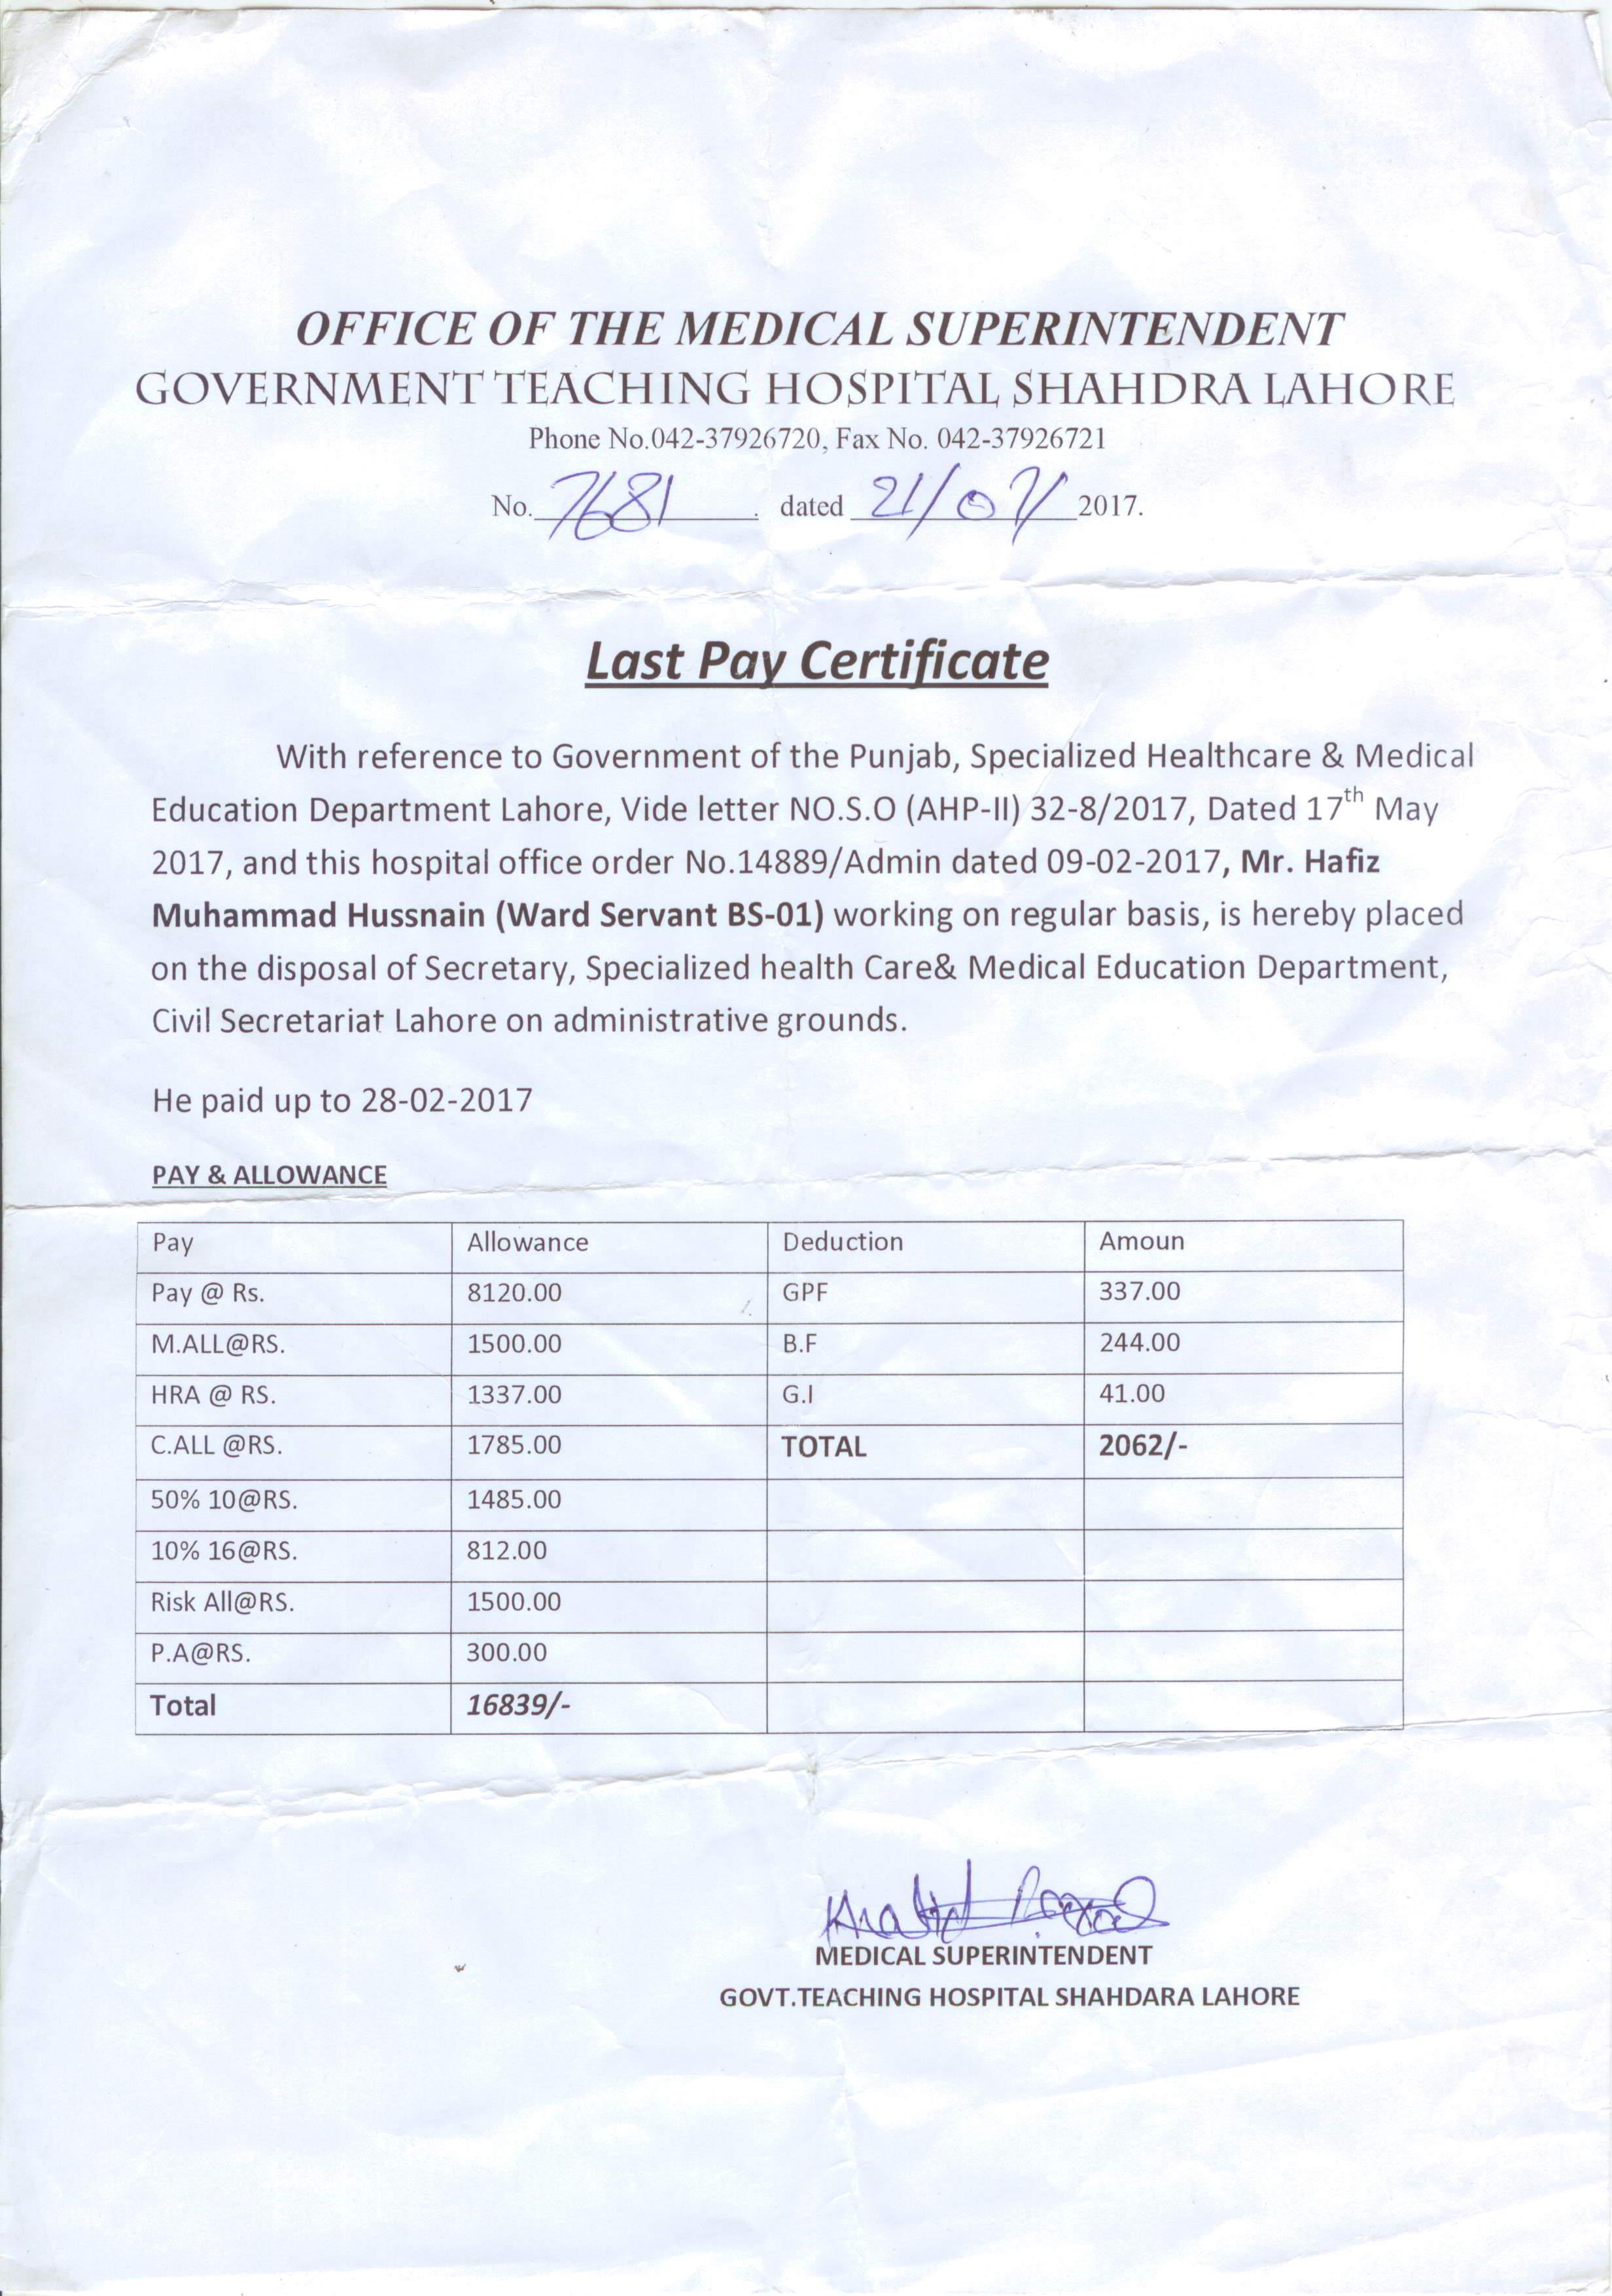 OFFICE OF THE MEDICAL SUPERINTENDENT
GOVERNMENT TEACHING HOSPITAL SHAHDRA LAHORE
Phone No.042-37926720, Fax No. 042-37926721
No. 7681 . dated 21/07/ 2017.
Last Pay Certificate
With reference to Government of the Punjab, Specialized Healthcare & Medical
Education Department Lahore, Vide letter NO.S.O (AHP-II) 32-8/2017, Dated 17th May
2017, and this hospital office order No.14889/Admin dated 09-02-2017, Mr. Hafiz
Muhammad Hussnain (Ward Servant BS-01) working on regular basis, is hereby placed
on the disposal of Secretary, Specialized health Care& Medical Education Department,
Civil Secretariat Lahore on administrative grounds.
He paid up to 28-02-2017
PAY & ALLOWANCE
Pay Allowance Deduction Amoun
Pay @ Rs. 8120.00 GPF 337.00
M.ALL@RS. 1500.00 B.F 244.00
HRA @ RS. 1337.00 G.I 41.00
C.ALL @RS. 1785.00 TOTAL 2062/-
50% 10@RS. 1485.00
10% 16@RS. 812.00
Risk All@RS. 1500.00
P.A@RS. 300.00
Total 16839/-
MEDICAL SUPERINTENDENT
GOVT.TEACHING HOSPITAL SHAHDARA LAHORE